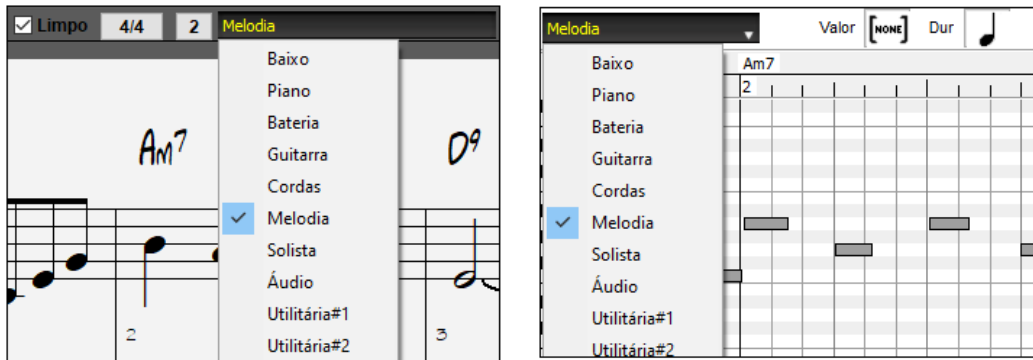 Limpo 4/4 2 Melodia
Baixo
Piano
Bateria
Guitarra
Cordas
Melodia
Solista
Áudio
Utilitária#1
Utilitária#2
Am7
D9
2
3
Melodia Valor [NONE] Dur
Baixo
Piano
Bateria
Guitarra
Cordas
Melodia
Solista
Áudio
Utilitária#1
Utilitária#2
Am7
2